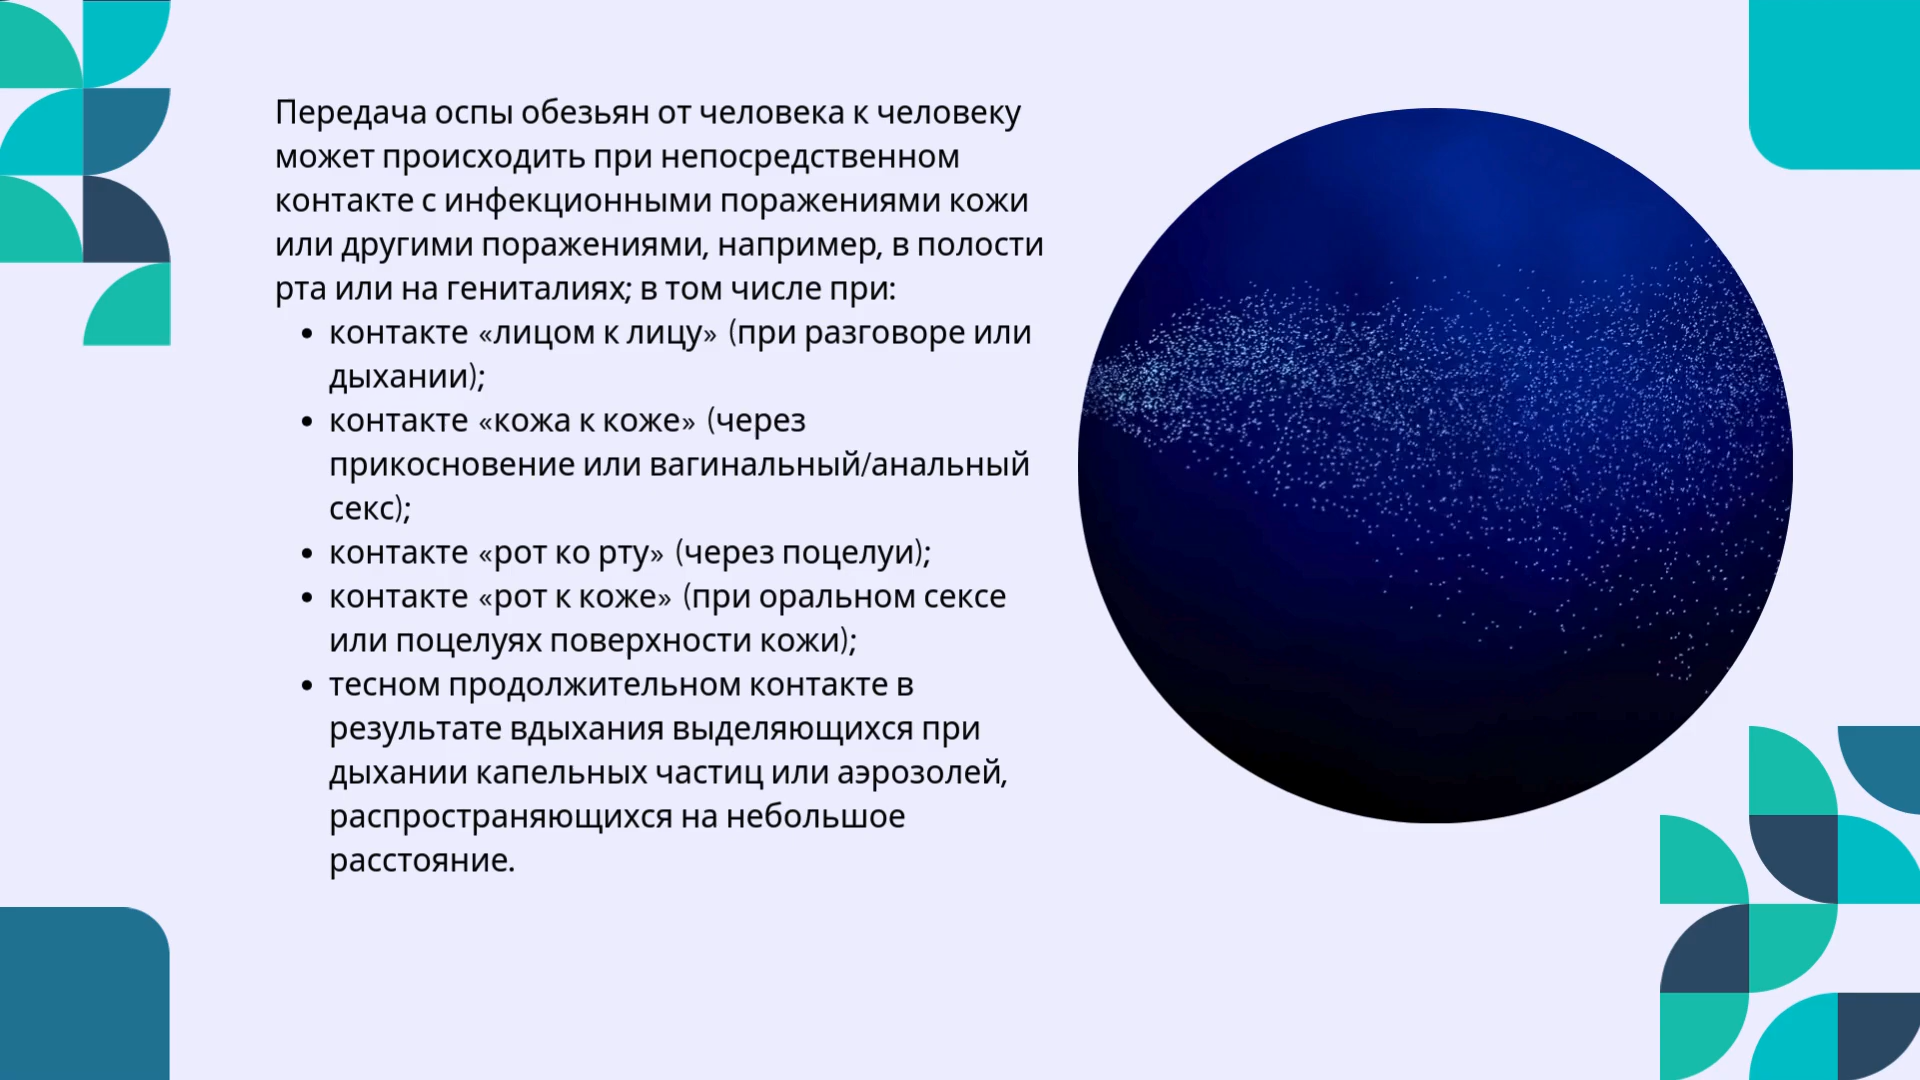 Передача оспы обезьян от человека к человеку
может происходить при непосредственном
контакте с инфекционными поражениями кожи
или другими поражениями, например, в полости
рта или на гениталиях; в том числе при:
• контакте «лицом к лицу» (при разговоре или
дыхании);
• контакте «кожа к коже» (через
прикосновение или вагинальный/анальный
секс);
• контакте «рот ко рту» (через поцелуи);
• контакте «рот к коже» (при оральном сексе
или поцелуях поверхности кожи);
• тесном продолжительном контакте в
результате вдыхания выделяющихся при
дыхании капельных частиц или аэрозолей,
распространяющихся на небольшое
расстояние.